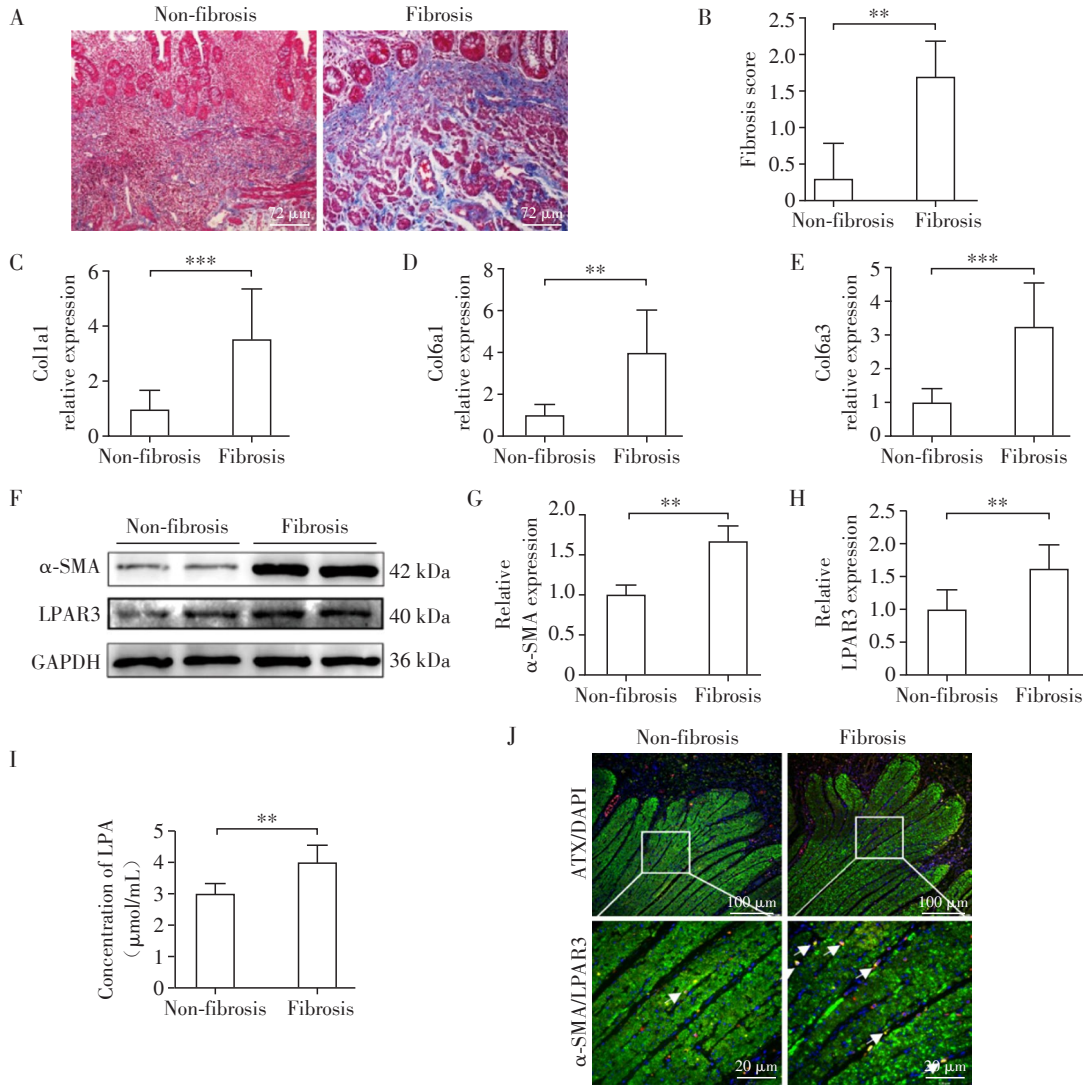 A
Non-fibrosis
Fibrosis
72 μm
72 μm
B
**
Fibrosis score
2.5
2.0
1.5
1.0
0.5
0
Non-fibrosis
Fibrosis
C
***
Col1a1
relative expression
6
4
2
0
Non-fibrosis
Fibrosis
D
**
Col6a1
relative expression
8
6
4
2
0
Non-fibrosis
Fibrosis
E
***
Col6a3
relative expression
5
4
3
2
1
0
Non-fibrosis
Fibrosis
F
Non-fibrosis
Fibrosis
α-SMA
42 kDa
LPAR3
40 kDa
GAPDH
36 kDa
G
**
Relative
α-SMA expression
2.0
1.5
1.0
0.5
0.0
Non-fibrosis
Fibrosis
H
**
Relative
LPAR3 expression
2.5
2.0
1.5
1.0
0.5
0.0
Non-fibrosis
Fibrosis
I
**
Concentration of LPA
（μmol/mL）
5
4
3
2
1
0
Non-fibrosis
Fibrosis
J
Non-fibrosis
Fibrosis
ATX/DAPI
100 μm
100 μm
α-SMA/LPAR3
20 μm
20 μm